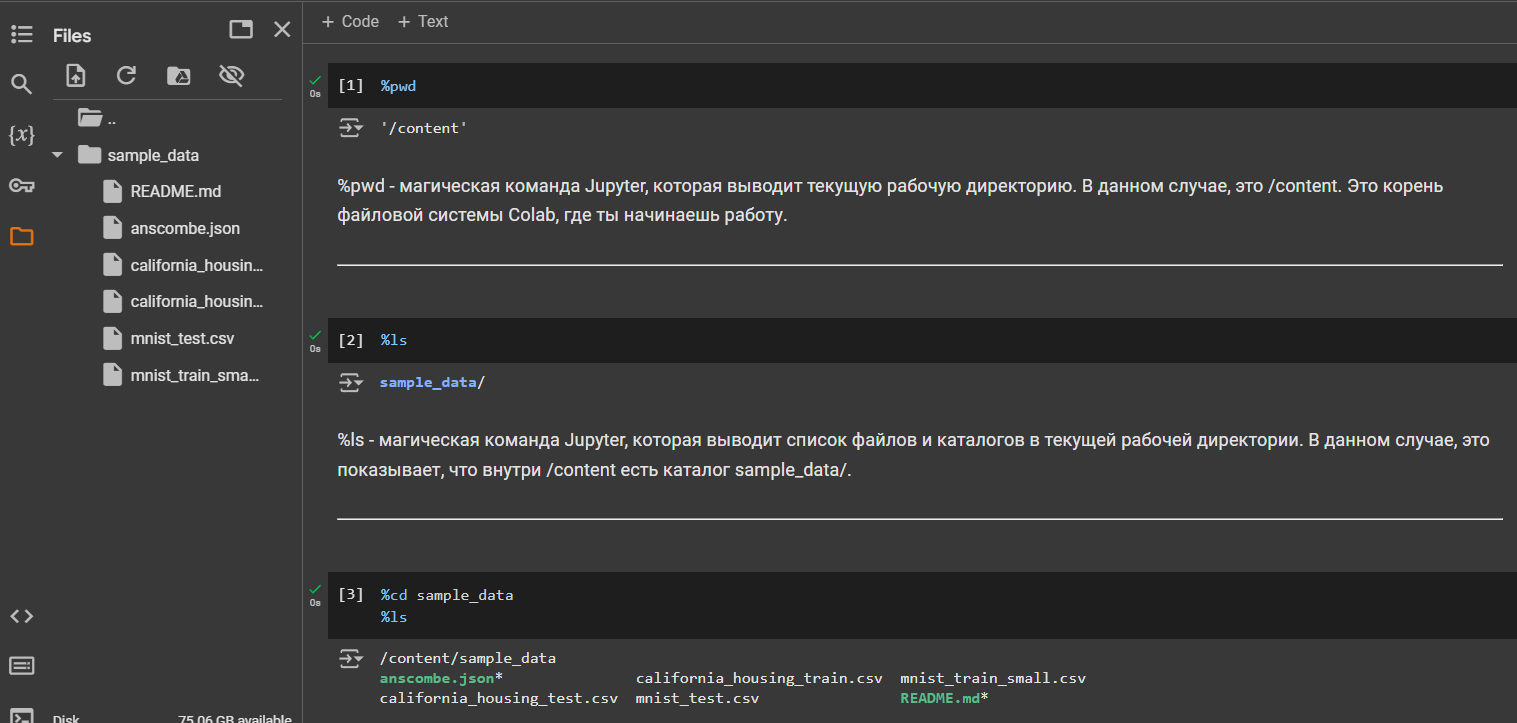 Files
..
sample_data
README.md
anscombe.json
california_housin...
california_housin...
mnist_test.csv
mnist_train_sma...
{x}
<>
Disk 75.06 GB available
+ Code + Text
0s
[1] %pwd
'/content'
%pwd - магическая команда Jupyter, которая выводит текущую рабочую директорию. В данном случае, это /content. Это корень
файловой системы Colab, где ты начинаешь работу.
0s
[2] %ls
sample_data/
%ls - магическая команда Jupyter, которая выводит список файлов и каталогов в текущей рабочей директории. В данном случае, это
показывает, что внутри /content есть каталог sample_data/.
0s
[3] %cd sample_data
%ls
/content/sample_data
anscombe.json* california_housing_train.csv mnist_train_small.csv
california_housing_test.csv mnist_test.csv README.md*